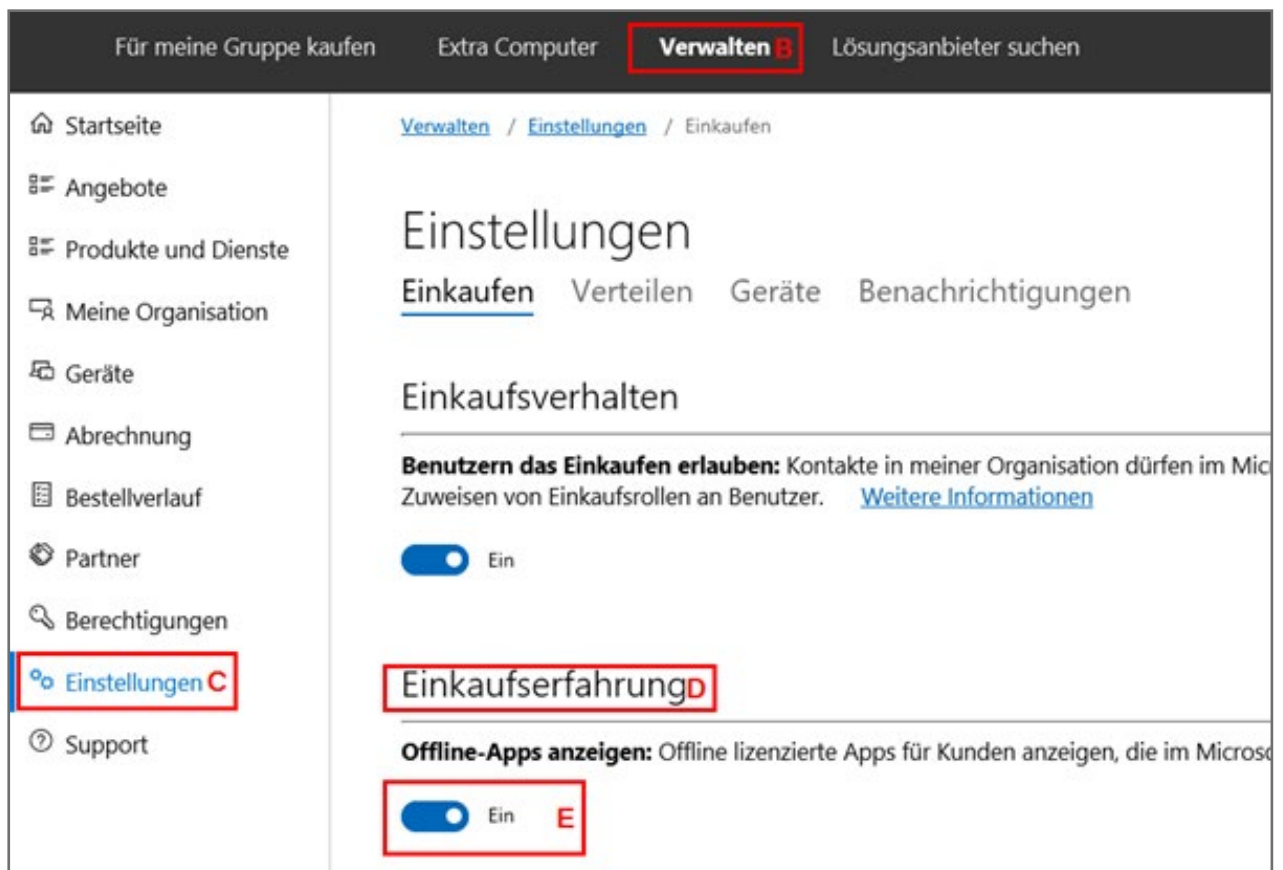 Für meine Gruppe kaufen Extra Computer Verwalten B Lösungsanbieter suchen
Startseite
Angebote
Produkte und Dienste
Meine Organisation
Geräte
Abrechnung
Bestellverlauf
Partner
Berechtigungen
Einstellungen C
Support
Verwalten / Einstellungen / Einkaufen
Einstellungen
Einkaufen Verteilen Geräte Benachrichtigungen
Einkaufsverhalten
Benutzern das Einkaufen erlauben: Kontakte in meiner Organisation dürfen im Mic
Zuweisen von Einkaufsrollen an Benutzer. Weitere Informationen
Ein
Einkaufserfahrung D
Offline-Apps anzeigen: Offline lizenzierte Apps für Kunden anzeigen, die im Microso
Ein E